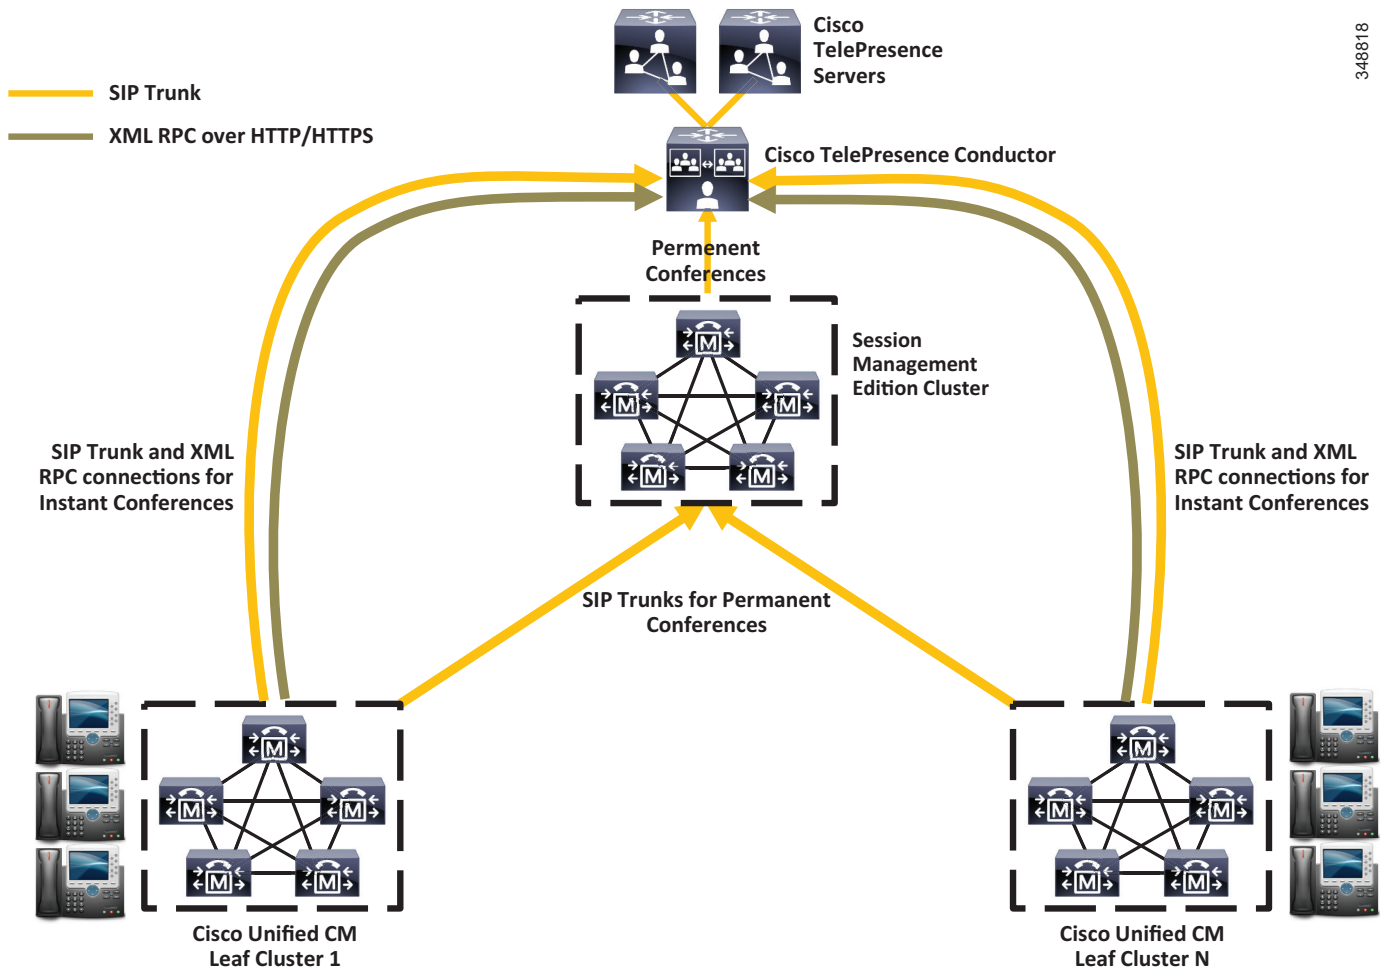 Cisco
TelePresence
Servers
348818
SIP Trunk
XML RPC over HTTP/HTTPS
Cisco TelePresence Conductor
Permenent
Conferences
Session
Management
Edition Cluster
M
M
M
M
M
SIP Trunk and XML
RPC connections for
Instant Conferences
SIP Trunk and XML
RPC connections for
Instant Conferences
SIP Trunks for Permanent
Conferences
M
M
M
M
M
M
M
M
M
M
Cisco Unified CM
Leaf Cluster 1
Cisco Unified CM
Leaf Cluster N